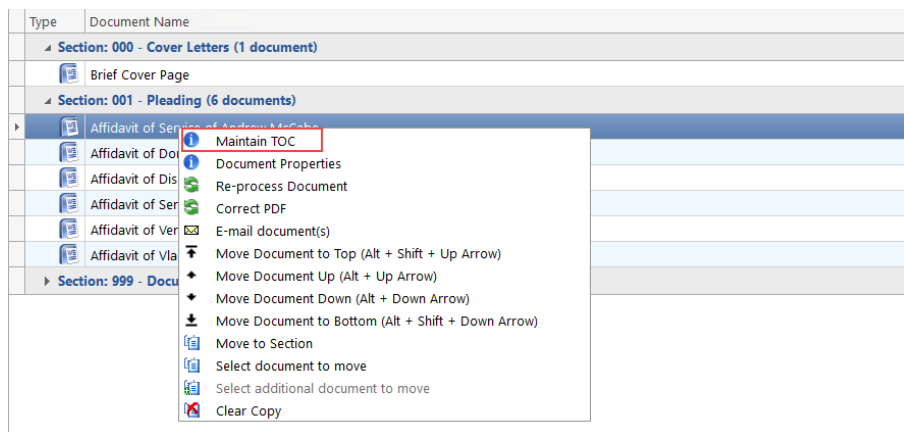 Type Document Name
Section: 000 - Cover Letters (1 document)
Brief Cover Page
Section: 001 - Pleading (6 documents)
Affidavit of Service of Andrew McCabe
Maintain TOC
Affidavit of Do
Document Properties
Affidavit of Dis
Re-process Document
Affidavit of Ser
Correct PDF
Affidavit of Ver
E-mail document(s)
Affidavit of Vla
Move Document to Top (Alt + Shift + Up Arrow)
Move Document Up (Alt + Up Arrow)
Section: 999 - Docu
Move Document Down (Alt + Down Arrow)
Move Document to Bottom (Alt + Shift + Down Arrow)
Move to Section
Select document to move
Select additional document to move
Clear Copy